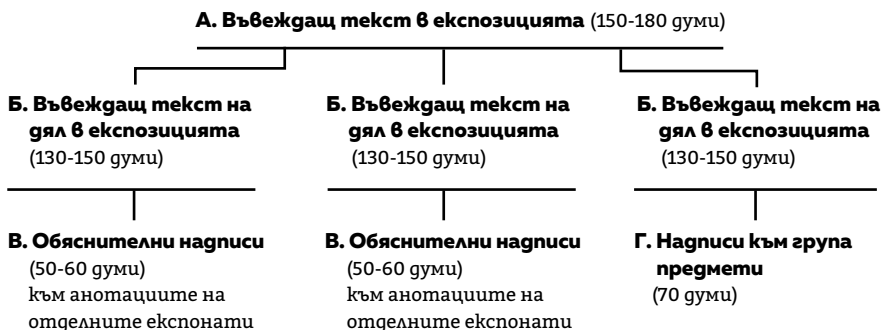 А. Въвеждащ текст в експозицията (150-180 думи)
Б. Въвеждащ текст на
дял в експозицията
(130-150 думи)
Б. Въвеждащ текст на
дял в експозицията
(130-150 думи)
Б. Въвеждащ текст на
дял в експозицията
(130-150 думи)
В. Обяснителни надписи
(50-60 думи)
към анотациите на
отделните експонати
В. Обяснителни надписи
(50-60 думи)
към анотациите на
отделните експонати
Г. Надписи към група
предмети
(70 думи)